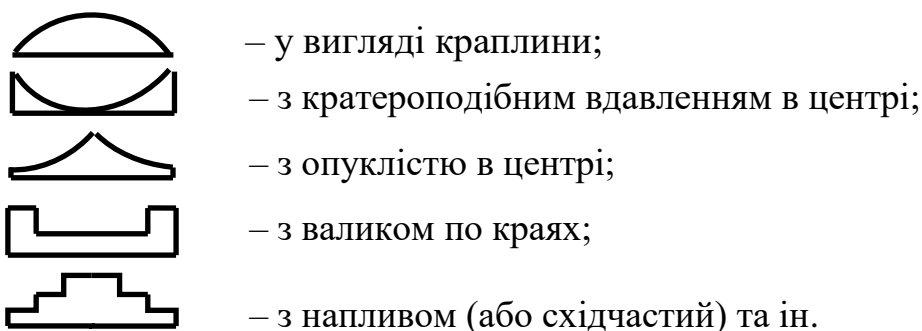 – у вигляді краплини;
– з кратероподібним вдавленням в центрі;
– з опуклістю в центрі;
– з валиком по краях;
– з напливом (або східчастий) та ін.